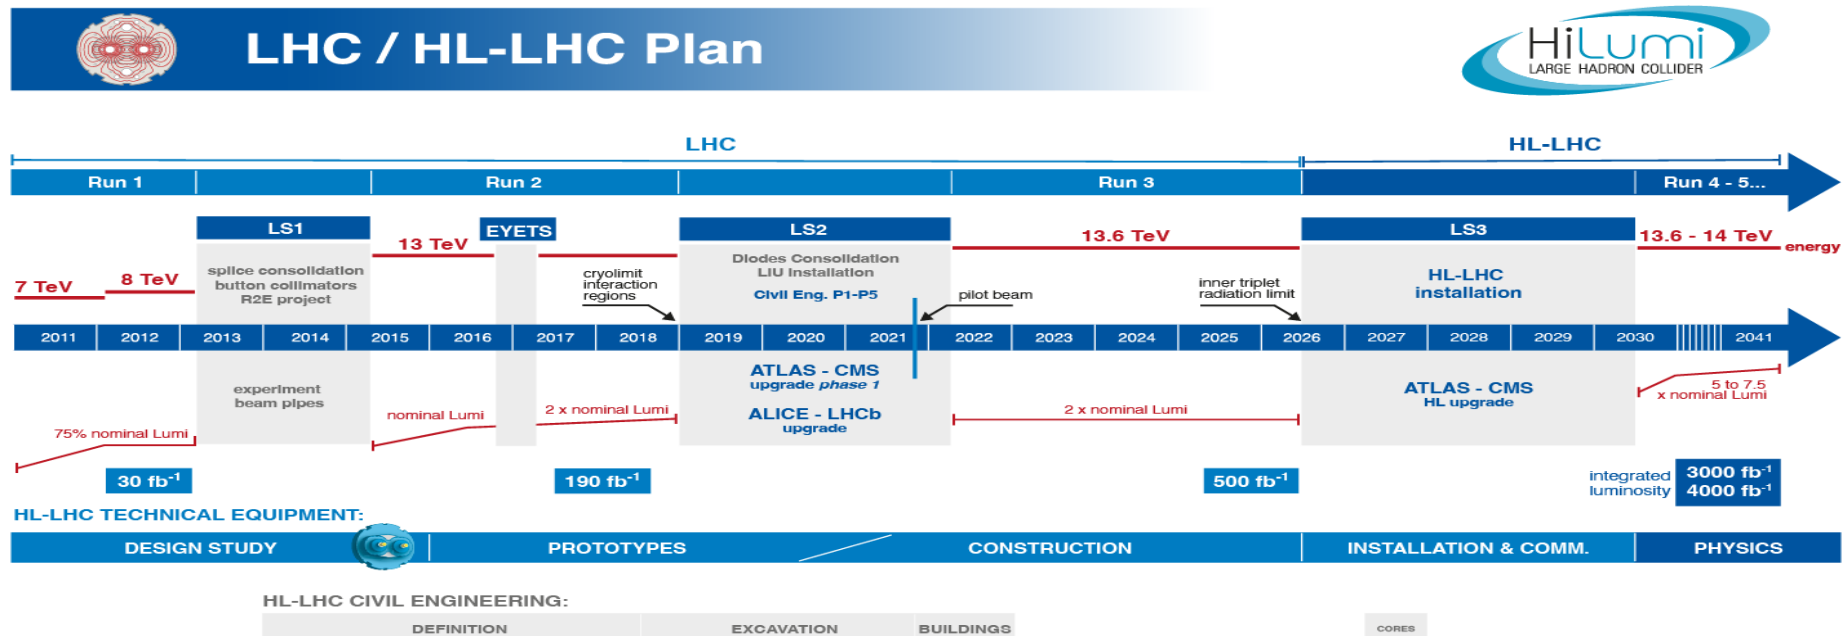 LHC / HL-LHC Plan
HiLumi
LARGE HADRON COLLIDER
LHC
HL-LHC
Run 1
Run 2
Run 3
Run 4 - 5...
LS1
EYETS
LS2
LS3
13 TeV
13.6 TeV
13.6 - 14 TeV
energy
7 TeV
8 TeV
splice consolidation
button collimators
R2E project
cryolimit
interaction
regions
Diodes Consolidation
LIU Installation
Civil Eng. P1-P5
pilot beam
inner triplet
radiation limit
HL-LHC
installation
2011
2012
2013
2014
2015
2016
2017
2018
2019
2020
2021
2022
2023
2024
2025
2026
2027
2028
2029
2030
2041
experiment
beam pipes
ATLAS - CMS
upgrade phase 1
ALICE - LHCb
upgrade
ATLAS - CMS
HL upgrade
5 to 7.5
x nominal Lumi
75% nominal Lumi
nominal Lumi
2 x nominal Lumi
2 x nominal Lumi
30 fb⁻¹
190 fb⁻¹
500 fb⁻¹
integrated
luminosity
3000 fb⁻¹
4000 fb⁻¹
HL-LHC TECHNICAL EQUIPMENT:
DESIGN STUDY
PROTOTYPES
CONSTRUCTION
INSTALLATION & COMM.
PHYSICS
HL-LHC CIVIL ENGINEERING:
DEFINITION
EXCAVATION
BUILDINGS
CORES